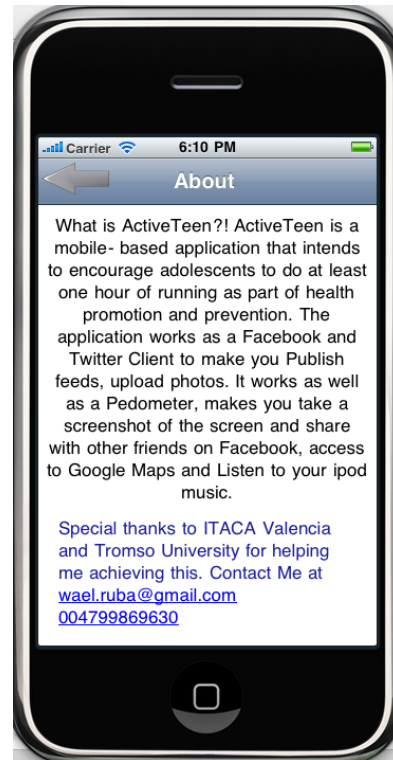 Carrier 6:10 PM
About
What is ActiveTeen?! ActiveTeen is a
mobile- based application that intends
to encourage adolescents to do at least
one hour of running as part of health
promotion and prevention. The
application works as a Facebook and
Twitter Client to make you Publish
feeds, upload photos. It works as well
as a Pedometer, makes you take a
screenshot of the screen and share
with other friends on Facebook, access
to Google Maps and Listen to your ipod
music.
Special thanks to ITACA Valencia
and Tromso University for helping
me achieving this. Contact Me at
wael.ruba@gmail.com
004799869630